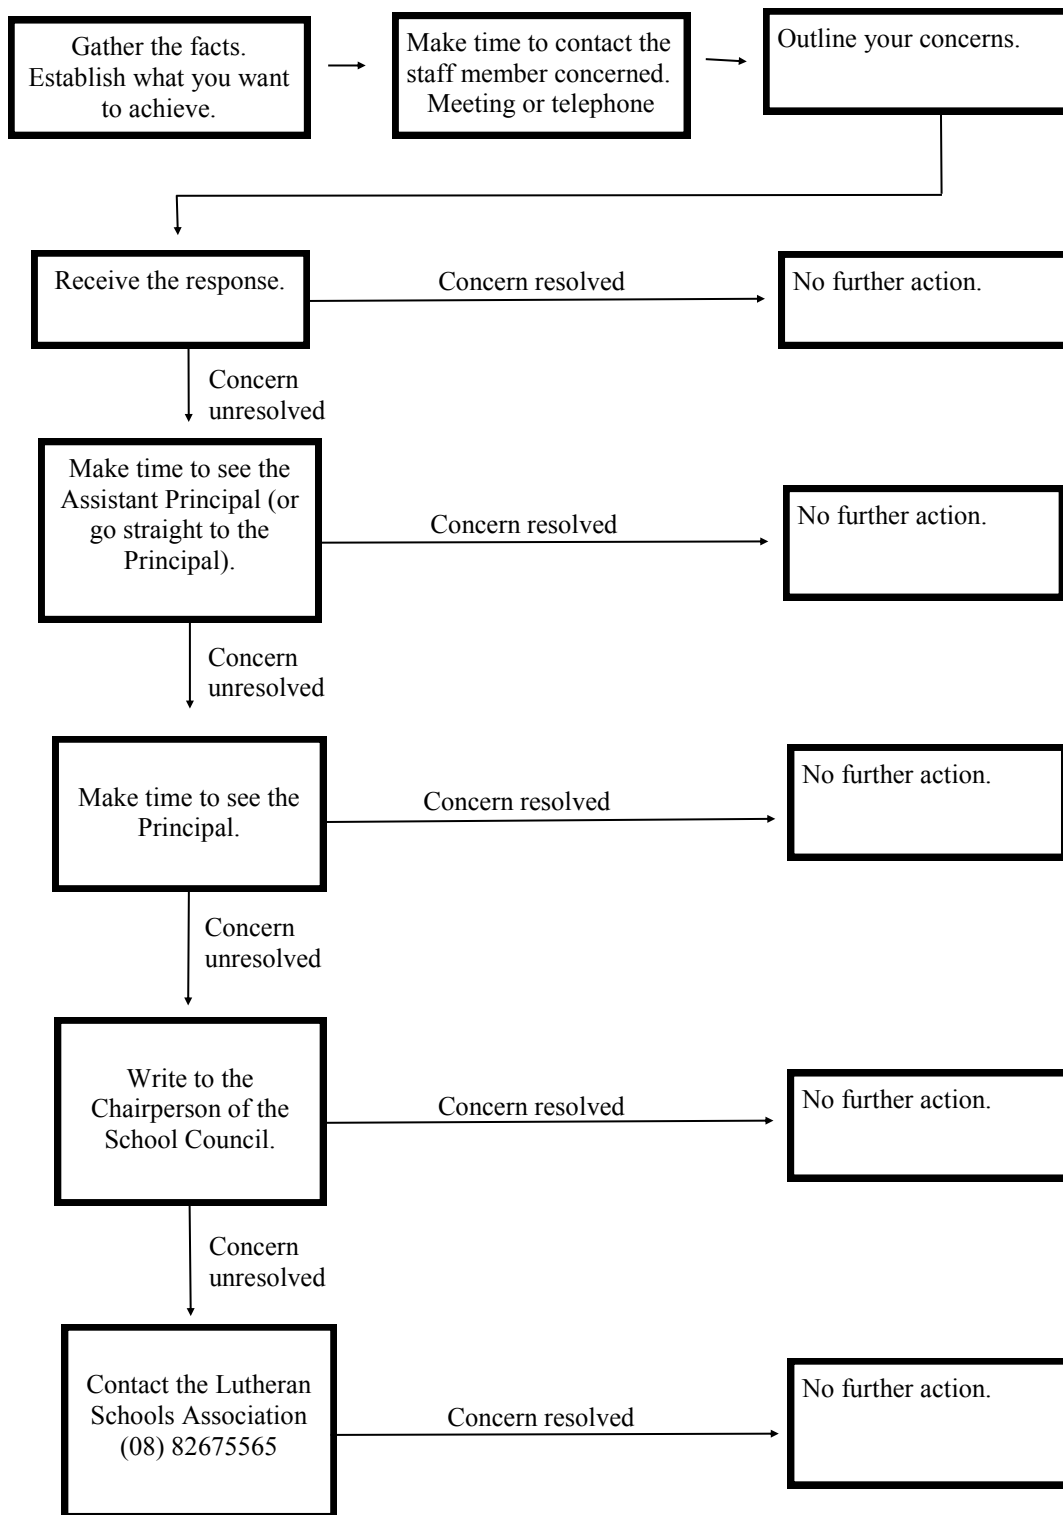 Gather the facts.
Establish what you want
to achieve.
Make time to contact the
staff member concerned.
Meeting or telephone
Outline your concerns.
Receive the response.
Concern resolved
No further action.
Concern
unresolved
Make time to see the
Assistant Principal (or
go straight to the
Principal).
Concern resolved
No further action.
Concern
unresolved
Make time to see the
Principal.
Concern resolved
No further action.
Concern
unresolved
Write to the
Chairperson of the
School Council.
Concern resolved
No further action.
Concern
unresolved
Contact the Lutheran
Schools Association
(08) 82675565
Concern resolved
No further action.